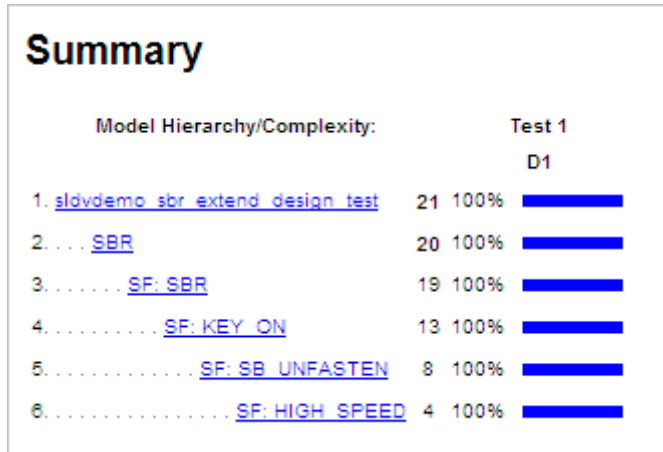 Summary
Model Hierarchy/Complexity: Test 1
D1
1. sldvdemo_sbr_extend_design_test 21 100%
2. . . . SBR 20 100%
3. . . . . . . SF: SBR 19 100%
4. . . . . . . . . . SF: KEY_ON 13 100%
5. . . . . . . . . . . . . SF: SB_UNFASTEN 8 100%
6. . . . . . . . . . . . . . . . SF: HIGH_SPEED 4 100%